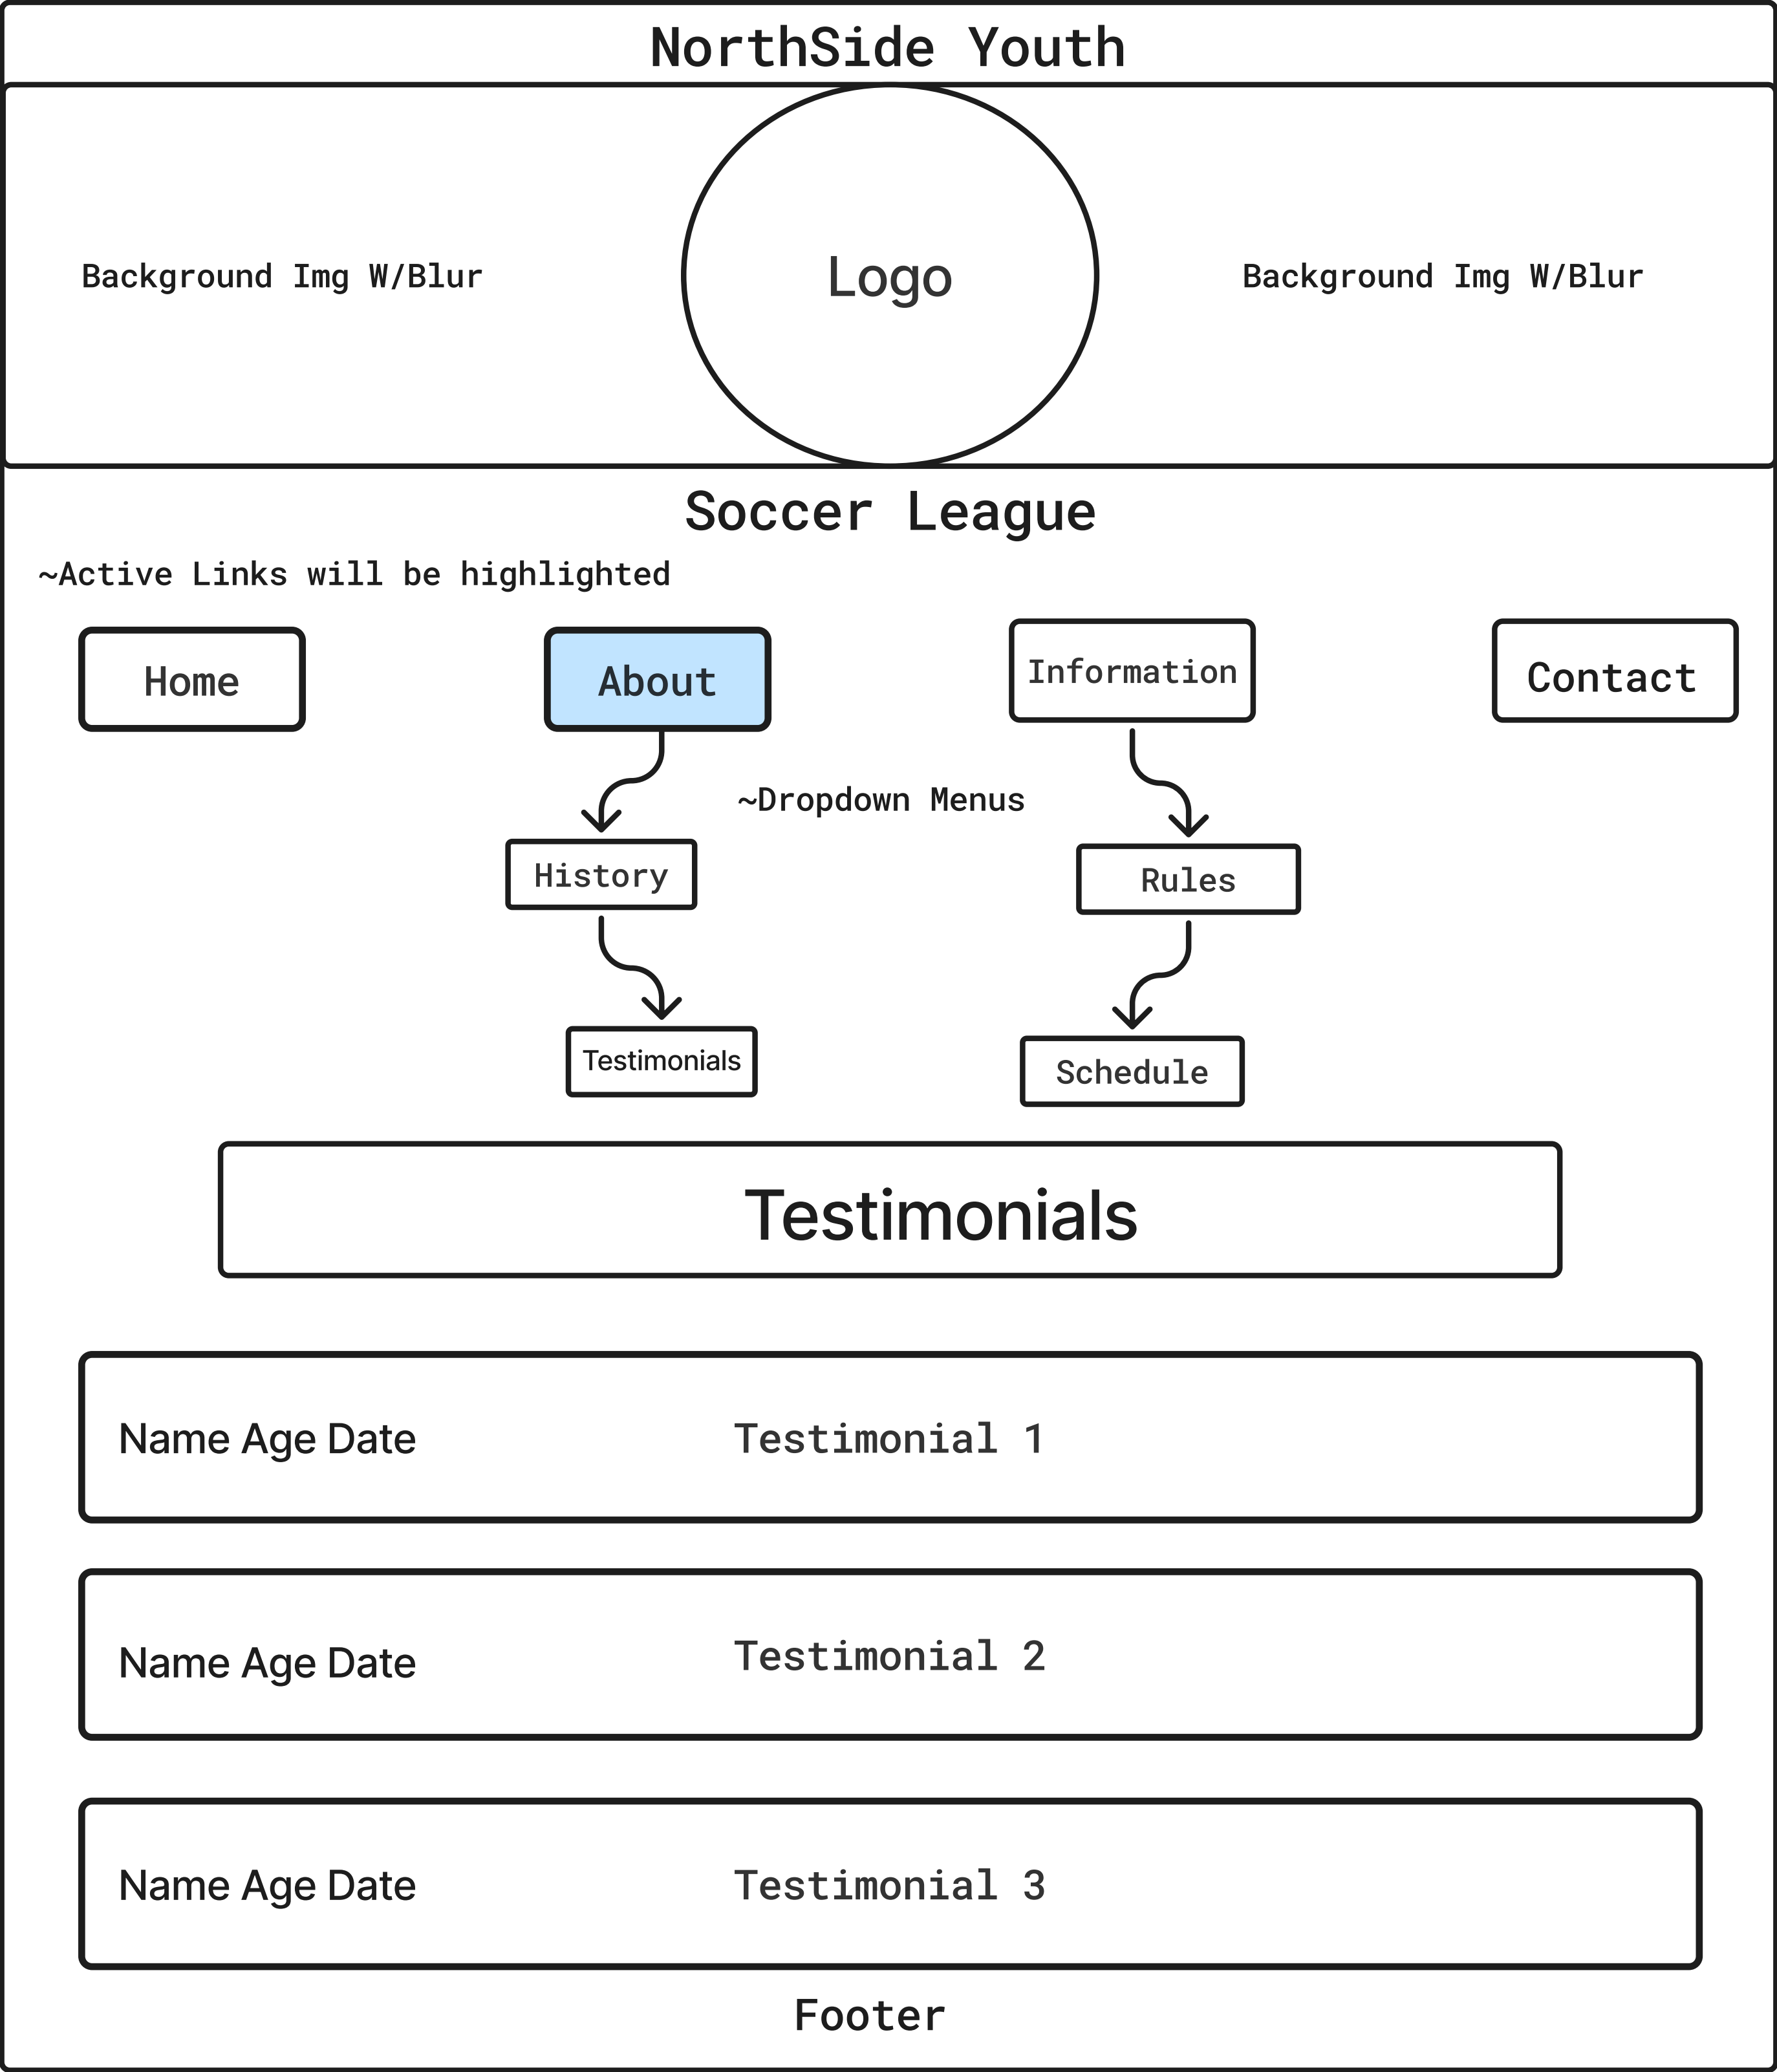 NorthSide Youth
Background Img W/Blur
Logo
Background Img W/Blur
Soccer League
~Active Links will be highlighted
Home
About
Information
Contact
~Dropdown Menus
History
Rules
Testimonials
Schedule
Testimonials
Name Age Date
Testimonial 1
Name Age Date
Testimonial 2
Name Age Date
Testimonial 3
Footer